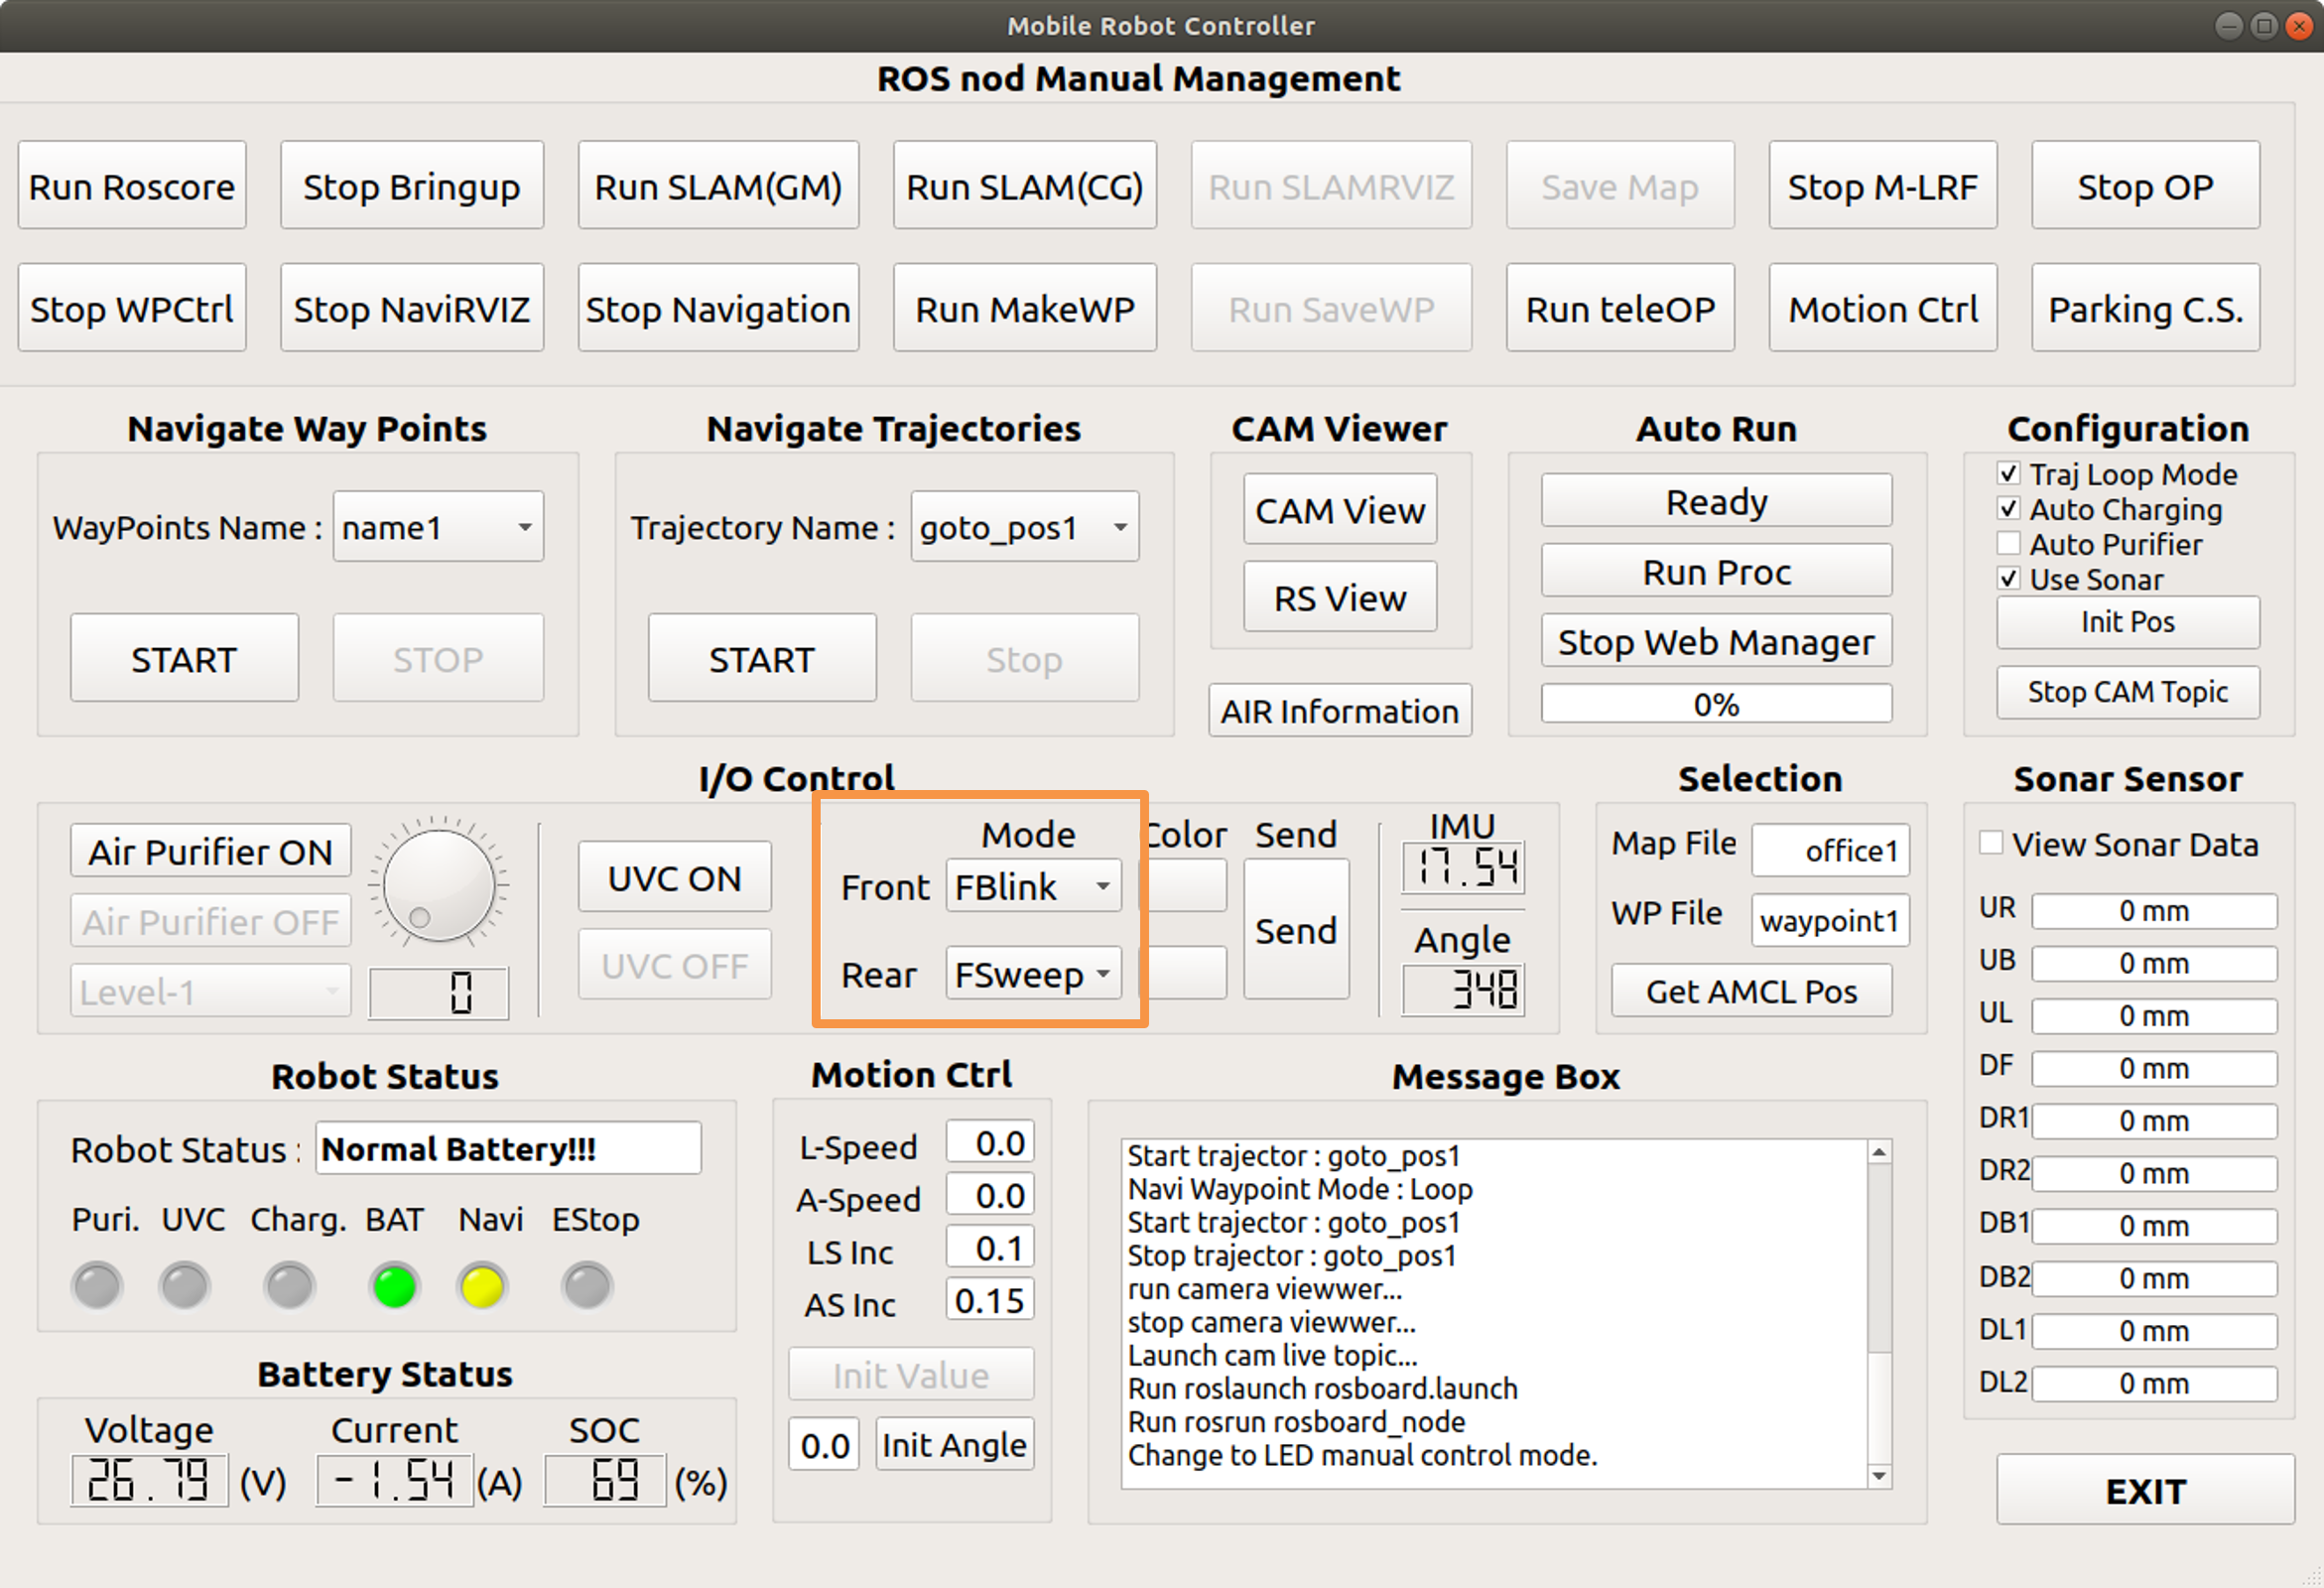 Mobile Robot Controller
ROS nod Manual Management
Run Roscore Stop Bringup Run SLAM(GM) Run SLAM(CG) Run SLAMRVIZ Save Map Stop M-LRF Stop OP
Stop WPCtrl Stop NaviRVIZ Stop Navigation Run MakeWP Run SaveWP Run teleOP Motion Ctrl Parking C.S.
Navigate Way Points
WayPoints Name : name1
START STOP
Navigate Trajectories
Trajectory Name : goto_pos1
START Stop
CAM Viewer
CAM View
RS View
AIR Information
Auto Run
Ready
Run Proc
Stop Web Manager
0%
Configuration
Traj Loop Mode
Auto Charging
Auto Purifier
Use Sonar
Init Pos
Stop CAM Topic
I/O Control
Air Purifier ON
Air Purifier OFF
Level-1
0
UVC ON
UVC OFF
Mode Color Send
Front FBlink
Send
Rear FSweep
IMU
17.54
Angle
348
Selection
Map File office1
WP File waypoint1
Get AMCL Pos
Sonar Sensor
View Sonar Data
UR 0 mm
UB 0 mm
UL 0 mm
DF 0 mm
DR1 0 mm
DR2 0 mm
DB1 0 mm
DB2 0 mm
DL1 0 mm
DL2 0 mm
Robot Status
Robot Status : Normal Battery!!!
Puri. UVC Charg. BAT Navi EStop
Battery Status
Voltage Current SOC
26.79 (V) -1.54 (A) 69 (%)
Motion Ctrl
L-Speed 0.0
A-Speed 0.0
LS Inc 0.1
AS Inc 0.15
Init Value
0.0 Init Angle
Message Box
Start trajector : goto_pos1
Navi Waypoint Mode : Loop
Start trajector : goto_pos1
Stop trajector : goto_pos1
run camera viewwer...
stop camera viewwer...
Launch cam live topic...
Run roslaunch rosboard.launch
Run rosrun rosboard_node
Change to LED manual control mode.
EXIT